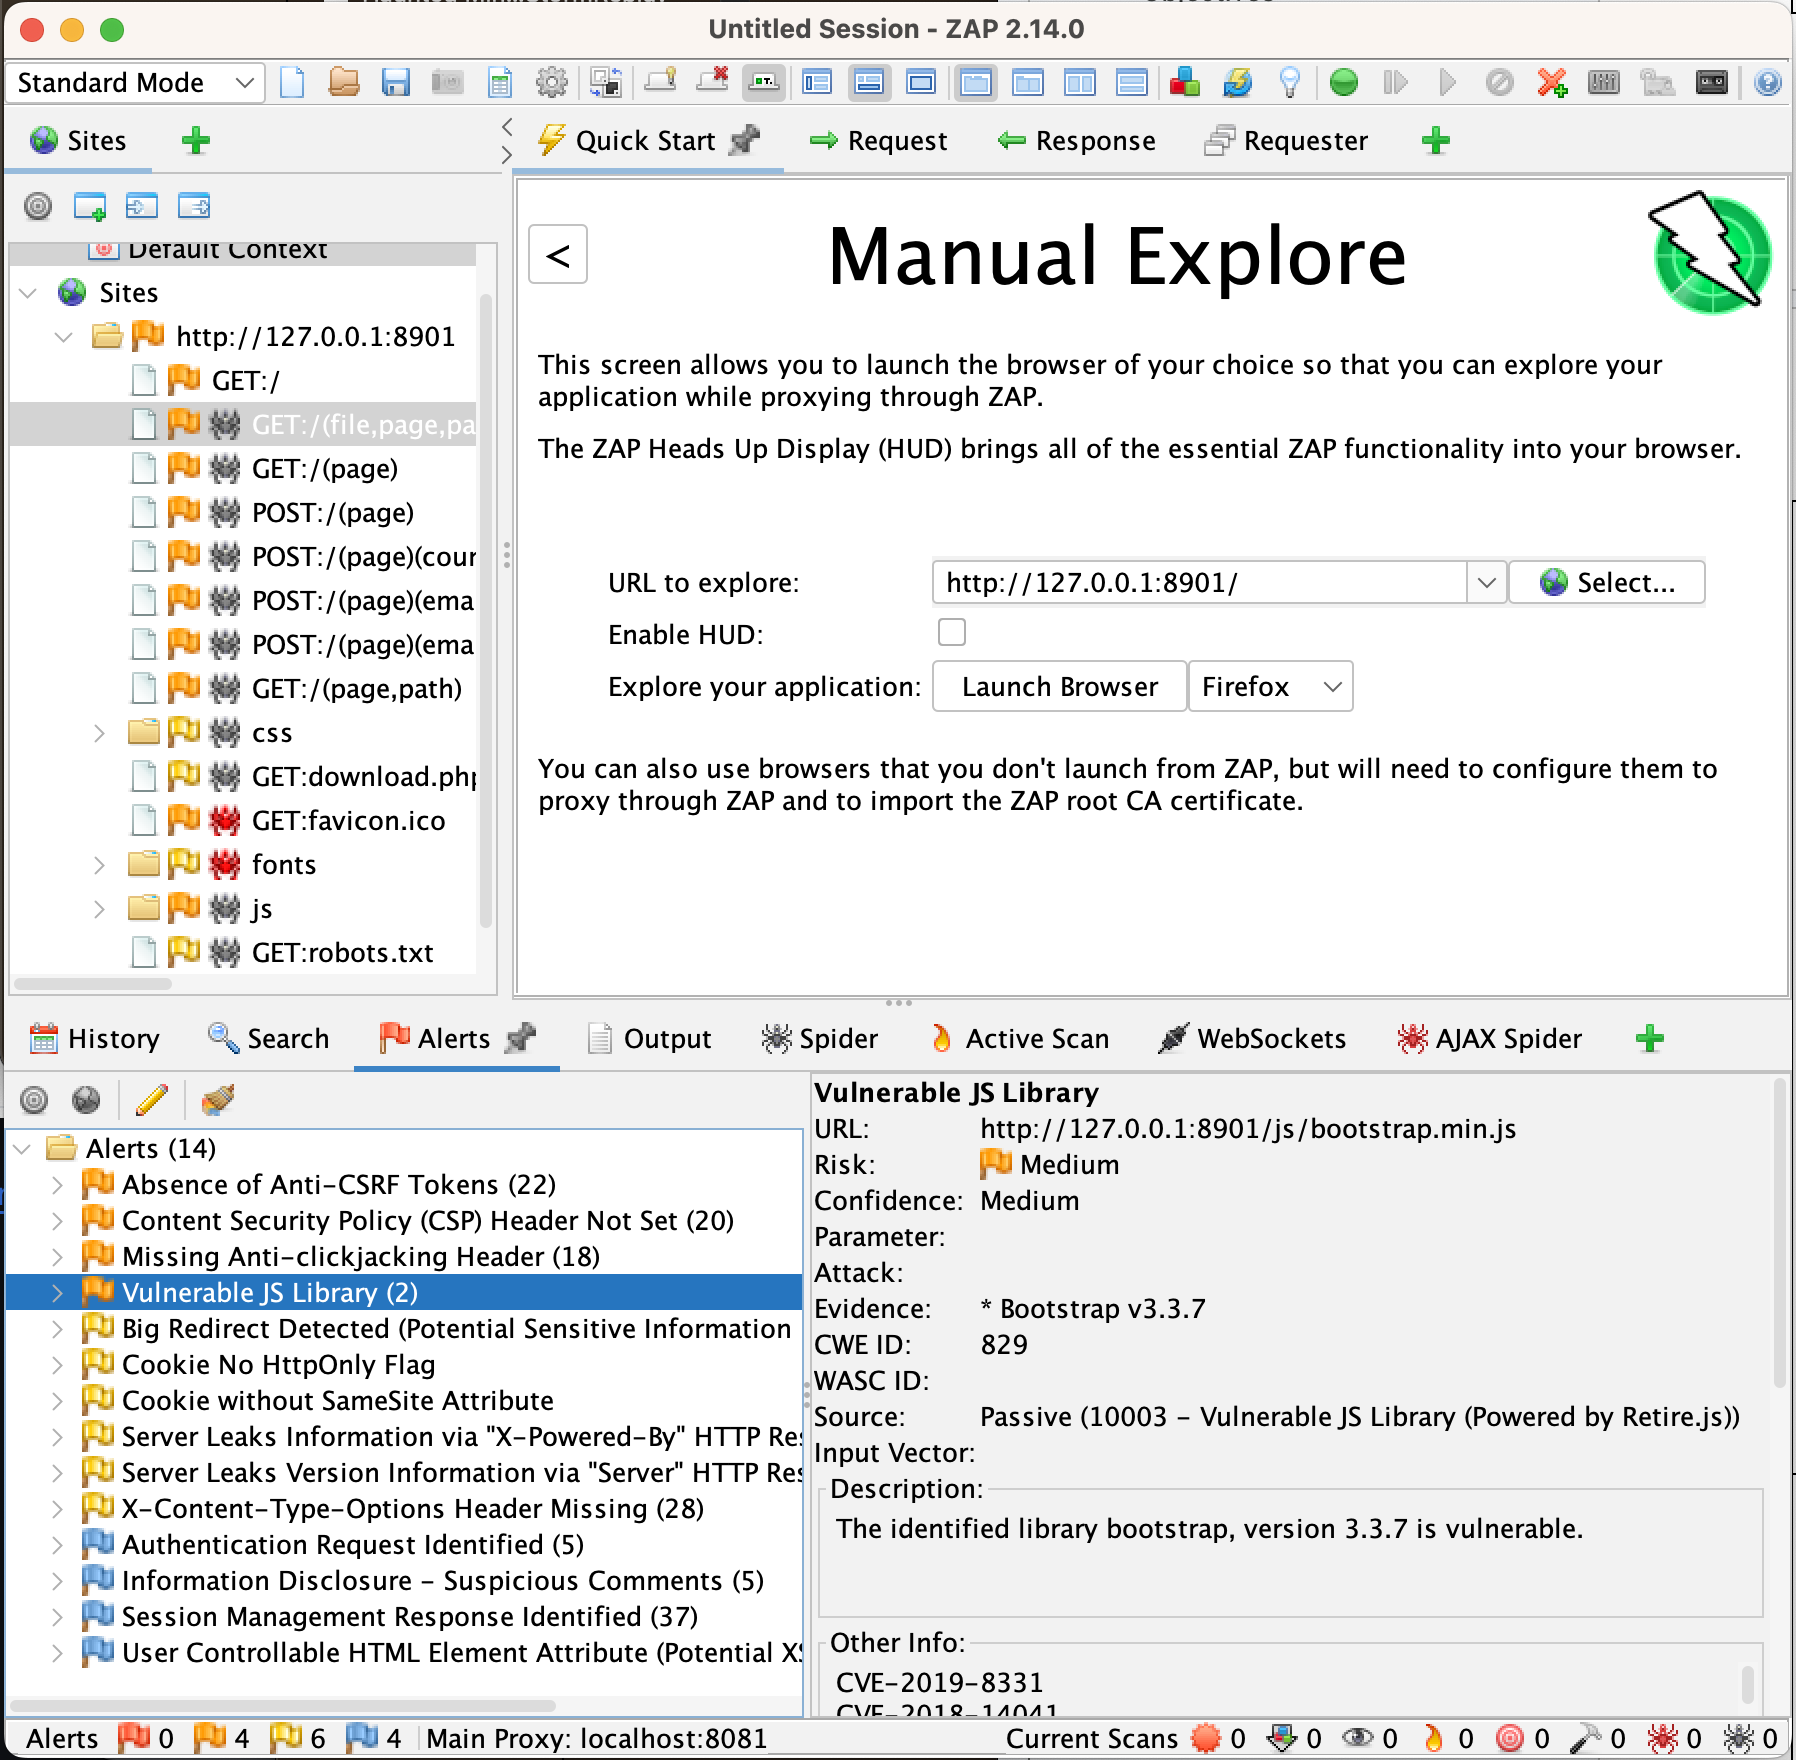 Untitled Session - ZAP 2.14.0
Standard Mode
Sites
Quick Start
Request
Response
Requester
Default Context
Sites
http://127.0.0.1:8901
GET:/
GET:/(file,page,pa
GET:/(page)
POST:/(page)
POST:/(page)(cour
POST:/(page)(ema
POST:/(page)(ema
GET:/(page,path)
css
GET:download.php
GET:favicon.ico
fonts
js
GET:robots.txt
<
Manual Explore
This screen allows you to launch the browser of your choice so that you can explore your
application while proxying through ZAP.
The ZAP Heads Up Display (HUD) brings all of the essential ZAP functionality into your browser.
URL to explore: http://127.0.0.1:8901/ Select...
Enable HUD:
Explore your application: Launch Browser Firefox
You can also use browsers that you don't launch from ZAP, but will need to configure them to
proxy through ZAP and to import the ZAP root CA certificate.
History
Search
Alerts
Output
Spider
Active Scan
WebSockets
AJAX Spider
Alerts (14)
Absence of Anti-CSRF Tokens (22)
Content Security Policy (CSP) Header Not Set (20)
Missing Anti-clickjacking Header (18)
Vulnerable JS Library (2)
Big Redirect Detected (Potential Sensitive Information
Cookie No HttpOnly Flag
Cookie without SameSite Attribute
Server Leaks Information via "X-Powered-By" HTTP Res
Server Leaks Version Information via "Server" HTTP Res
X-Content-Type-Options Header Missing (28)
Authentication Request Identified (5)
Information Disclosure - Suspicious Comments (5)
Session Management Response Identified (37)
User Controllable HTML Element Attribute (Potential XS
Vulnerable JS Library
URL: http://127.0.0.1:8901/js/bootstrap.min.js
Risk: Medium
Confidence: Medium
Parameter:
Attack:
Evidence: * Bootstrap v3.3.7
CWE ID: 829
WASC ID:
Source: Passive (10003 - Vulnerable JS Library (Powered by Retire.js))
Input Vector:
Description:
The identified library bootstrap, version 3.3.7 is vulnerable.
Other Info:
CVE-2019-8331
CVE-2018-14041
Alerts 0 4 6 4 Main Proxy: localhost:8081
Current Scans 0 0 0 0 0 0 0 0